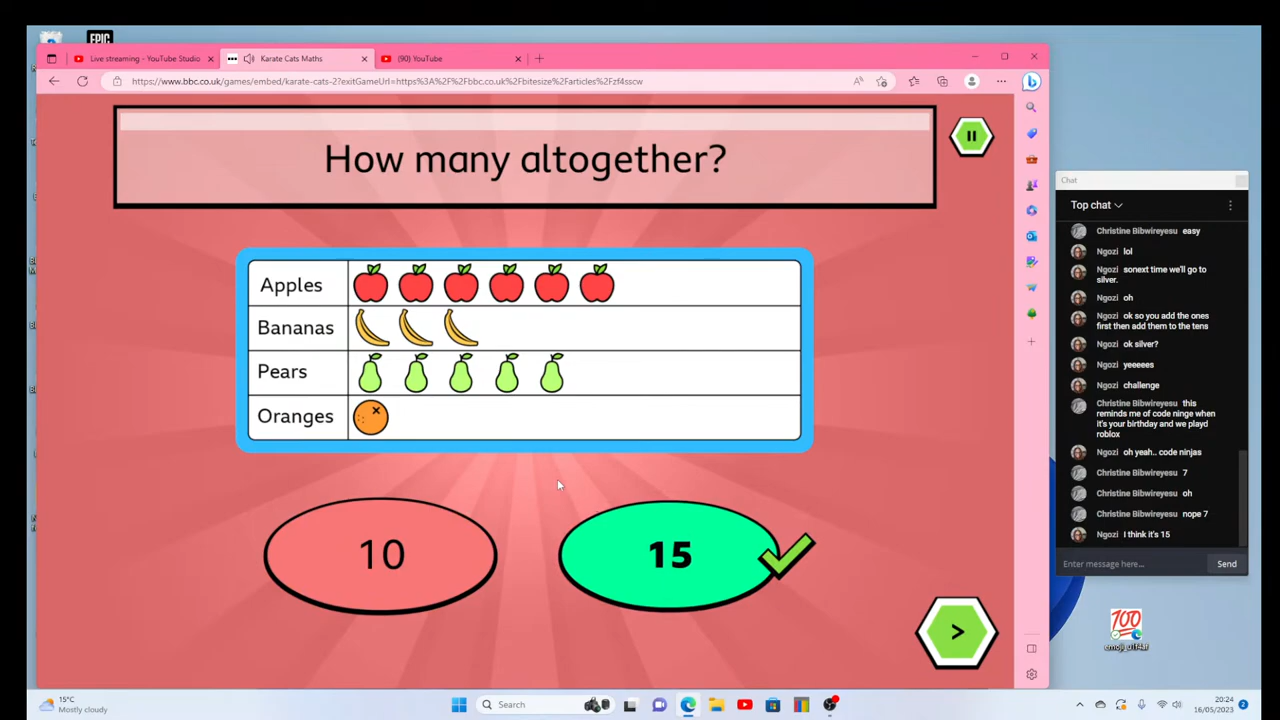 EPIC
Live streaming - YouTube Studio
Karate Cats Maths
(90) YouTube
https://www.bbc.co.uk/games/embed/karate-cats-2?exitGameUrl=https%3A%2F%2Fbbc.co.uk%2Fbitesize%2Farticles%2Fzf4sscw
How many altogether?
Apples
Bananas
Pears
Oranges
10
15
>
Chat
Top chat
Christine Bibwireyesu easy
Ngozi lol
Ngozi sonext time we'll go to
silver.
Ngozi oh
Ngozi ok so you add the ones
first then add them to the tens
Ngozi ok silver?
Ngozi yeeeees
Ngozi challenge
Christine Bibwireyesu this
reminds me of code ninge when
it's your birthday and we playd
roblox
Ngozi oh yeah.. code ninjas
Christine Bibwireyesu 7
Christine Bibwireyesu oh
Christine Bibwireyesu nope 7
Ngozi I think it's 15
Enter message here...
Send
100
emoji_u1f4af
15°C
Mostly cloudy
Search
20:24
16/05/2023
2